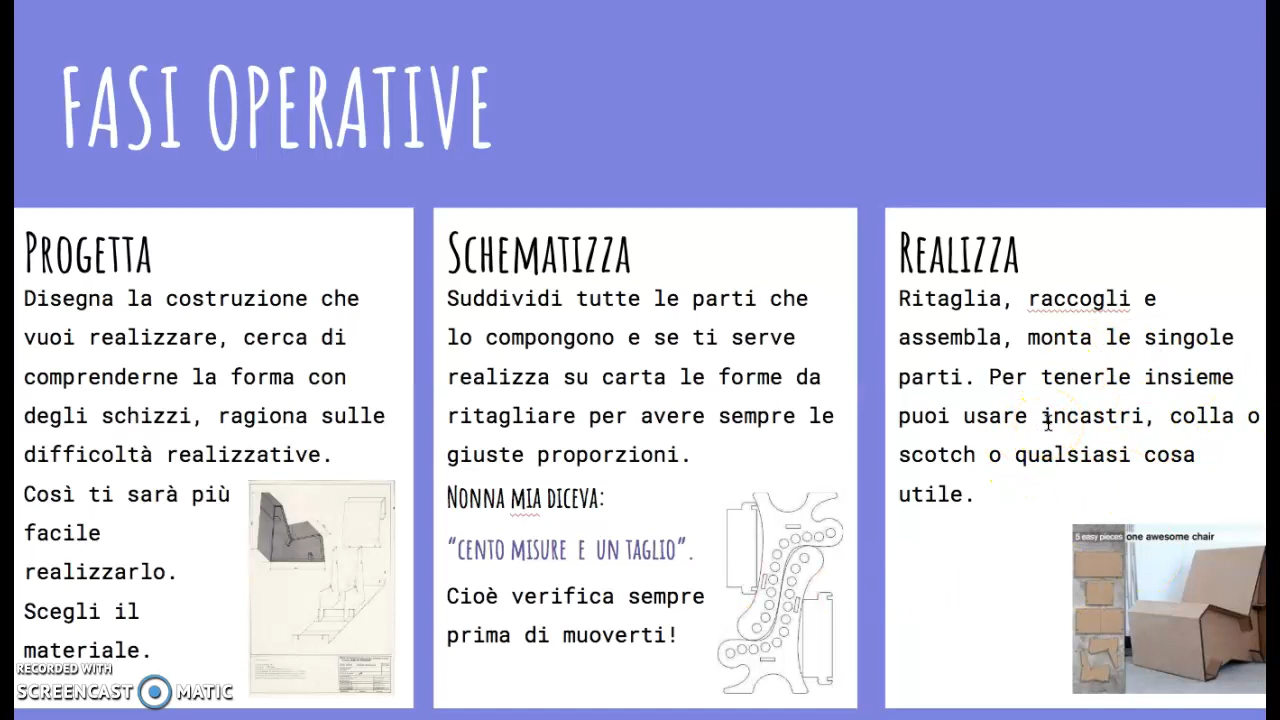 FASI OPERATIVE
PROGETTA
Disegna la costruzione che
vuoi realizzare, cerca di
comprenderne la forma con
degli schizzi, ragiona sulle
difficoltà realizzative.
Così ti sarà più
facile
realizzarlo.
Scegli il
materiale.
SCHEMATIZZA
Suddividi tutte le parti che
lo compongono e se ti serve
realizza su carta le forme da
ritagliare per avere sempre le
giuste proporzioni.
NONNA MIA DICEVA:
“CENTO MISURE E UN TAGLIO”.
Cioè verifica sempre
prima di muoverti!
REALIZZA
Ritaglia, raccogli e
assembla, monta le singole
parti. Per tenerle insieme
puoi usare incastri, colla o
scotch o qualsiasi cosa
utile.
5 easy pieces one awesome chair
RECORDED WITH
SCREENCAST MATIC